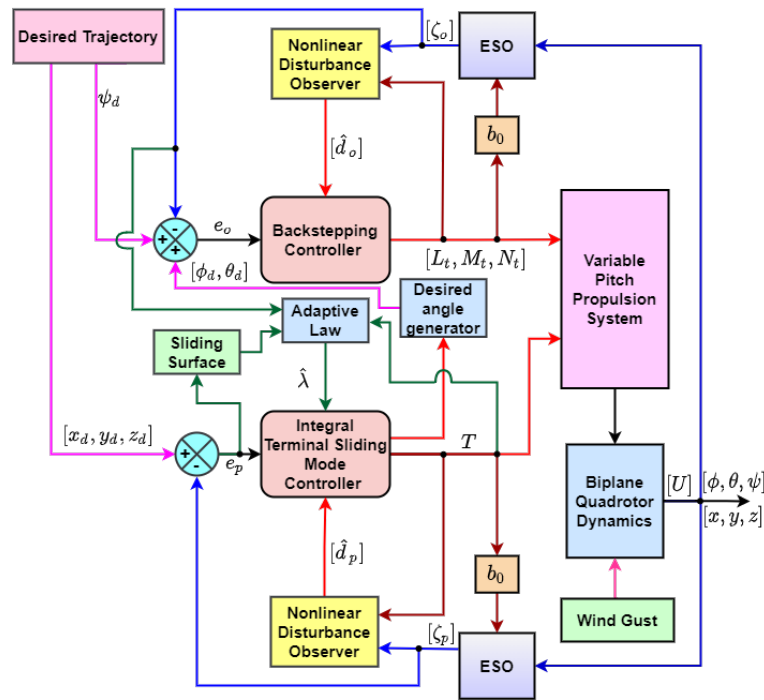 Desired Trajectory
Nonlinear
Disturbance
Observer
[ζ_o]
ESO
ψ_d
b_0
[d̂_o]
-
+
+
e_o
Backstepping
Controller
[L_t, M_t, N_t]
Variable
Pitch
Propulsion
System
[ϕ_d, θ_d]
Desired
angle
generator
Adaptive
Law
Sliding
Surface
λ̂
[x_d, y_d, z_d]
+
-
e_p
Integral
Terminal Sliding
Mode
Controller
T
Biplane
Quadrotor
Dynamics
[U]
[ϕ, θ, ψ]
[x, y, z]
[d̂_p]
b_0
Nonlinear
Disturbance
Observer
[ζ_p]
ESO
Wind Gust